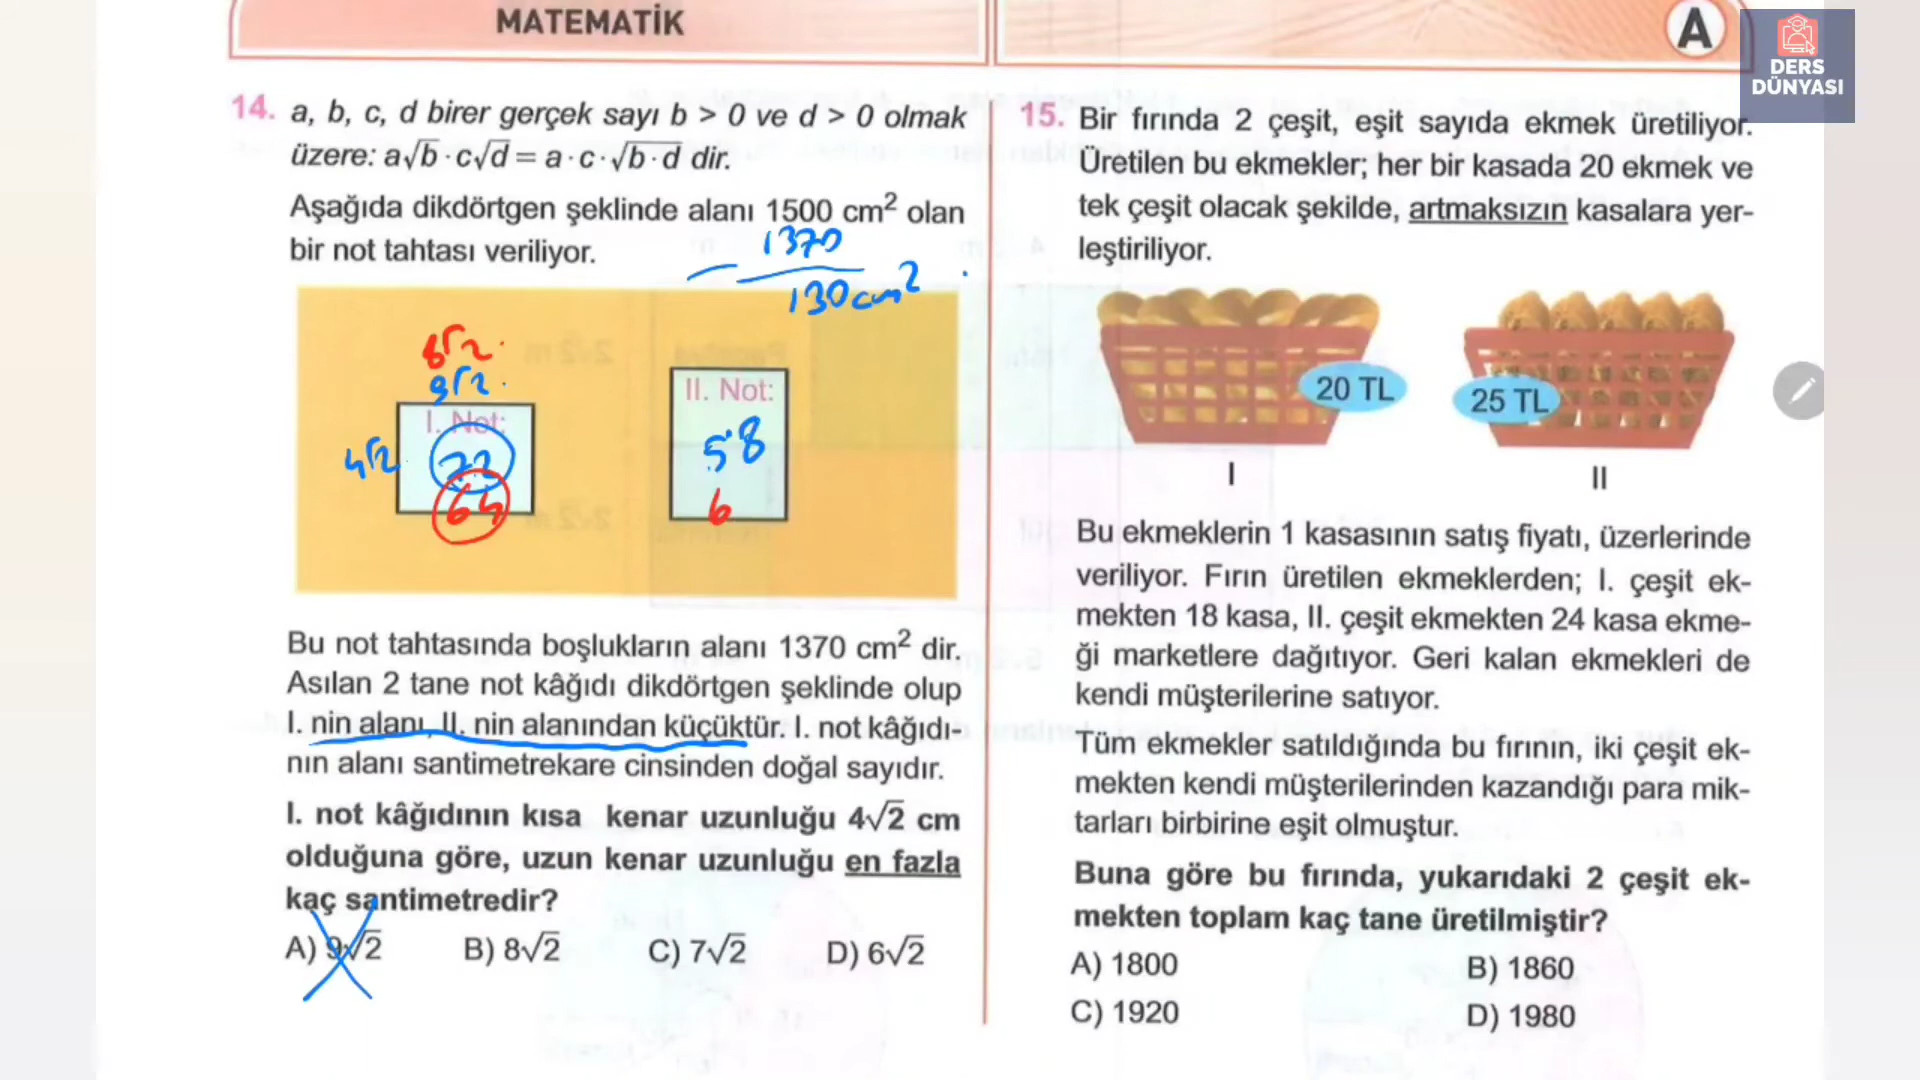 MATEMATİK
A
DERS
DÜNYASI
14. a, b, c, d birer gerçek sayı b > 0 ve d > 0 olmak
üzere: a√b · c√d = a · c · √b · d dir.
Aşağıda dikdörtgen şeklinde alanı 1500 cm² olan
bir not tahtası veriliyor.
1370
130 cm²
8√2
9√2
I. Not:
4√2
72
64
II. Not:
58
6
Bu not tahtasında boşlukların alanı 1370 cm² dir.
Asılan 2 tane not kâğıdı dikdörtgen şeklinde olup
I. nin alanı, II. nin alanından küçüktür. I. not kâğıdı-
nın alanı santimetrekare cinsinden doğal sayıdır.
I. not kâğıdının kısa kenar uzunluğu 4√2 cm
olduğuna göre, uzun kenar uzunluğu en fazla
kaç santimetredir?
A) 9√2 B) 8√2 C) 7√2 D) 6√2
15. Bir fırında 2 çeşit, eşit sayıda ekmek üretiliyor.
Üretilen bu ekmekler; her bir kasada 20 ekmek ve
tek çeşit olacak şekilde, artmaksızın kasalara yer-
leştiriliyor.
20 TL
25 TL
I
II
Bu ekmeklerin 1 kasasının satış fiyatı, üzerlerinde
veriliyor. Fırın üretilen ekmeklerden; I. çeşit ek-
mekten 18 kasa, II. çeşit ekmekten 24 kasa ekme-
ği marketlere dağıtıyor. Geri kalan ekmekleri de
kendi müşterilerine satıyor.
Tüm ekmekler satıldığında bu fırının, iki çeşit ek-
mekten kendi müşterilerinden kazandığı para mik-
tarları birbirine eşit olmuştur.
Buna göre bu fırında, yukarıdaki 2 çeşit ek-
mekten toplam kaç tane üretilmiştir?
A) 1800 B) 1860
C) 1920 D) 1980